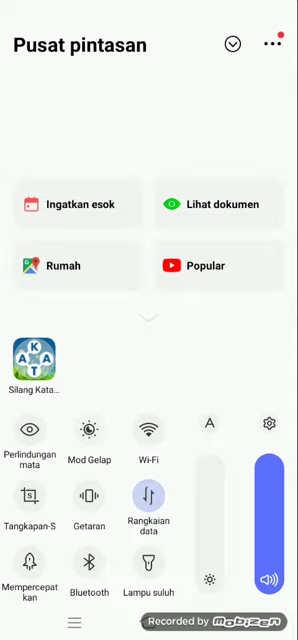 Pusat pintasan
Ingatkan esok
Lihat dokumen
Rumah
Popular
K
A A
T
Silang Kata...
A
Perlindungan
mata
Mod Gelap
Wi-Fi
Tangkapan-S
Getaran
Rangkaian
data
Mempercepat
kan
Bluetooth
Lampu suluh
Recorded by Mobizen